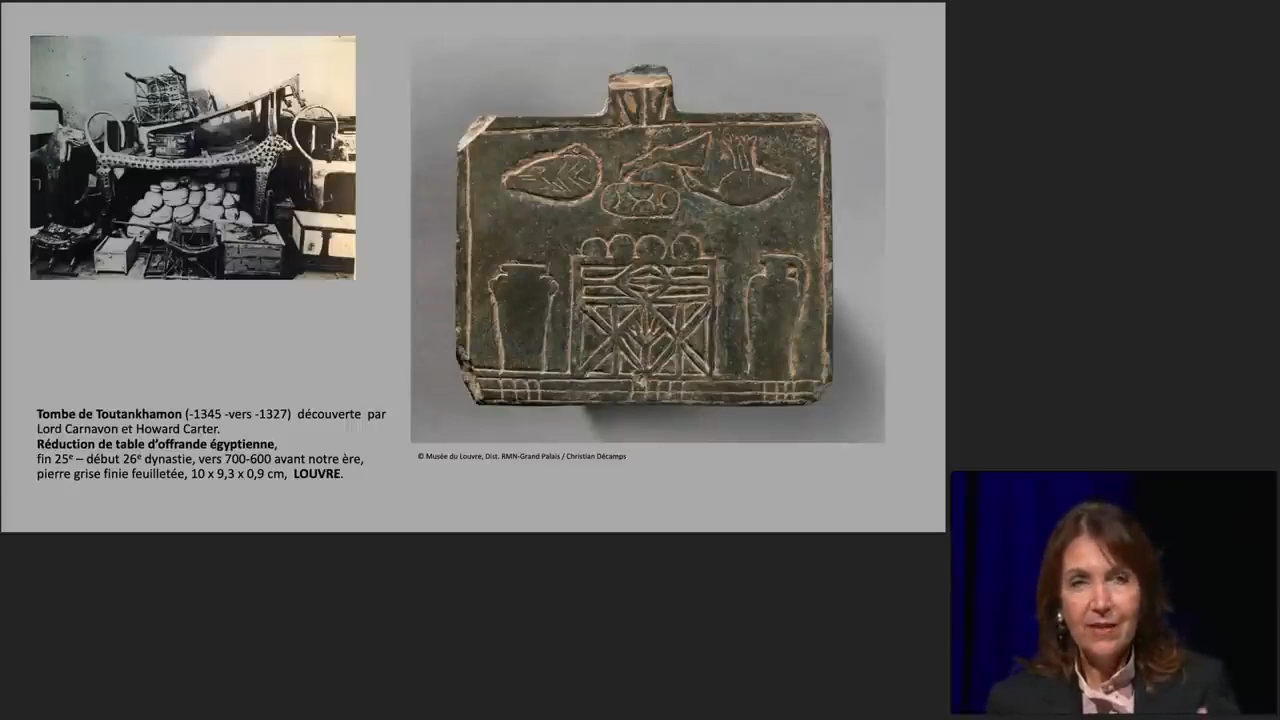 Tombe de Toutankhamon (-1345 -vers -1327) découverte par
Lord Carnavon et Howard Carter.
Réduction de table d'offrande égyptienne,
fin 25e – début 26e dynastie, vers 700-600 avant notre ère,
pierre grise finie feuilletée, 10 x 9,3 x 0,9 cm, LOUVRE.
© Musée du Louvre, Dist. RMN-Grand Palais / Christian Décamps